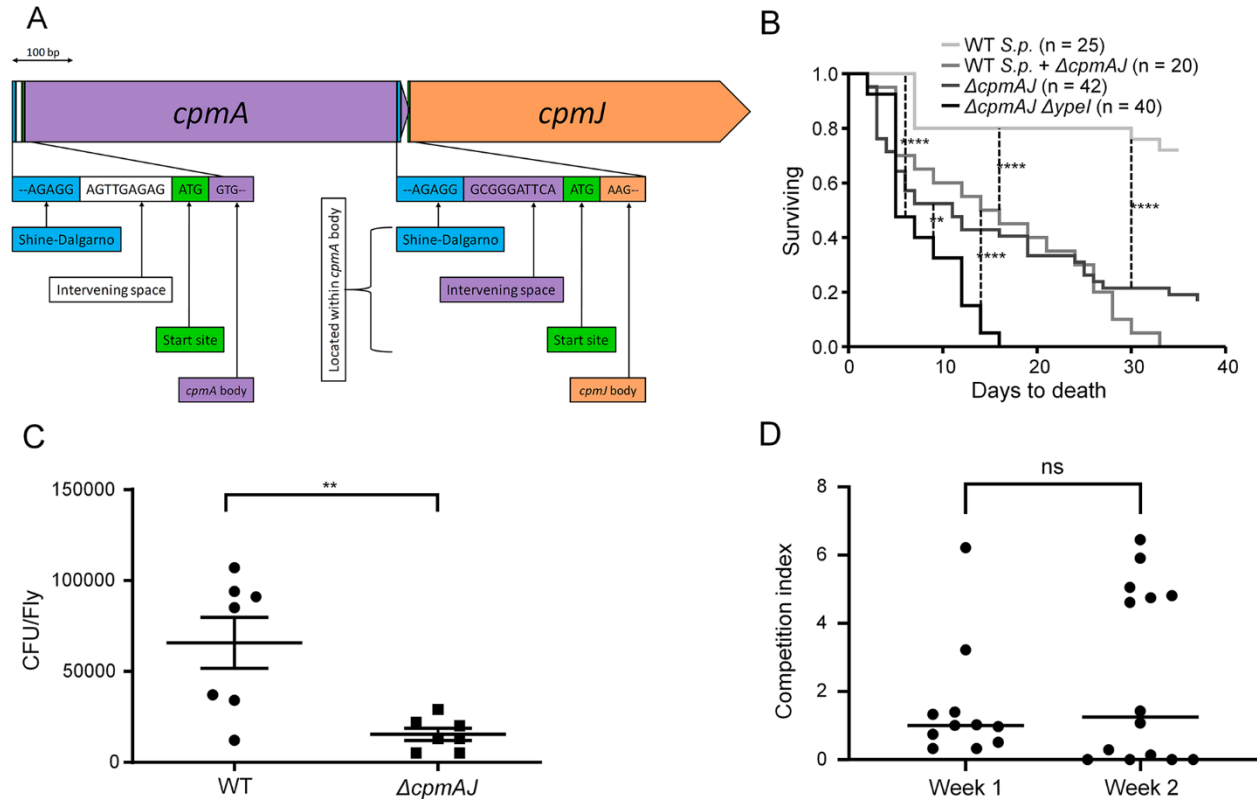 A
100 bp
cpmA
cpmJ
--AGAGG AGTTGAGAG ATG GTG--
--AGAGG GCGGGATTCA ATG AAG--
Shine-Dalgarno
Intervening space
Start site
cpmA body
Located within cpmA body
Shine-Dalgarno
Intervening space
Start site
cpmJ body
B
WT S.p. (n = 25)
WT S.p. + ΔcpmAJ (n = 20)
ΔcpmAJ (n = 42)
ΔcpmAJ ΔypeI (n = 40)
Surviving
1.0
0.8
0.6
0.4
0.2
0.0
****
****
****
**
****
0 10 20 30 40
Days to death
C
CFU/Fly
150000
100000
50000
0
**
WT ΔcpmAJ
D
Competition index
8
6
4
2
0
ns
Week 1 Week 2